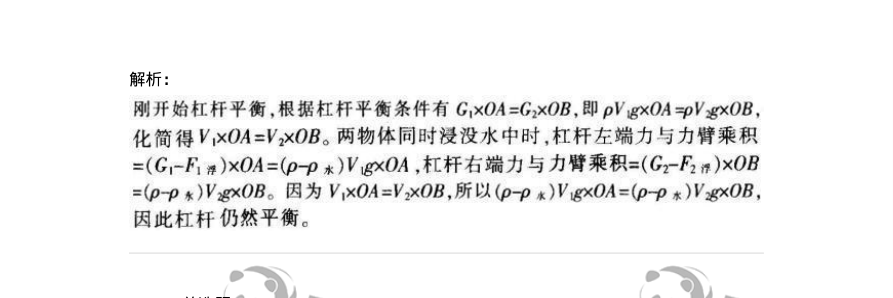 解析：
刚开始杠杆平衡,根据杠杆平衡条件有 G₁×OA=G₂×OB,即 ρV₁g×OA=ρV₂g×OB,
化简得 V₁×OA=V₂×OB。两物体同时浸没水中时,杠杆左端力与力臂乘积
=(G₁-F₁浮)×OA=(ρ-ρ水)V₁g×OA,杠杆右端力与力臂乘积=(G₂-F₂浮)×OB
=(ρ-ρ水)V₂g×OB。因为 V₁×OA=V₂×OB,所以(ρ-ρ水)V₁g×OA=(ρ-ρ水)V₂g×OB,
因此杠杆仍然平衡。